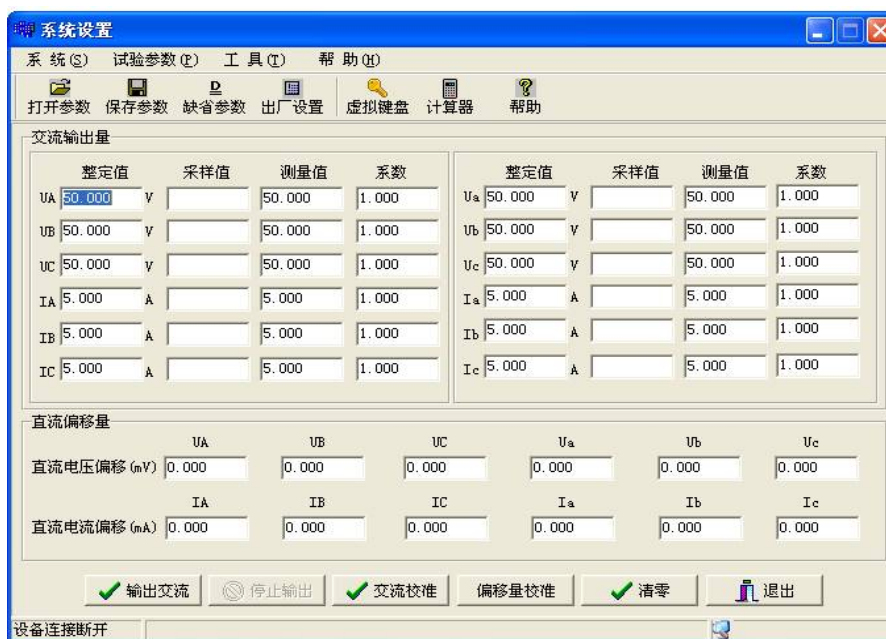 系统设置
系 统(S) 试验参数(P) 工 具(T) 帮 助(H)
打开参数 保存参数 缺省参数 出厂设置 虚拟键盘 计算器 帮助
交流输出量
整定值 采样值 测量值 系数 整定值 采样值 测量值 系数
UA 50.000 V 50.000 1.000 Ua 50.000 V 50.000 1.000
UB 50.000 V 50.000 1.000 Ub 50.000 V 50.000 1.000
UC 50.000 V 50.000 1.000 Uc 50.000 V 50.000 1.000
IA 5.000 A 5.000 1.000 Ia 5.000 A 5.000 1.000
IB 5.000 A 5.000 1.000 Ib 5.000 A 5.000 1.000
IC 5.000 A 5.000 1.000 Ic 5.000 A 5.000 1.000
直流偏移量
UA UB UC Ua Ub Uc
直流电压偏移(mV) 0.000 0.000 0.000 0.000 0.000 0.000
IA IB IC Ia Ib Ic
直流电流偏移(mA) 0.000 0.000 0.000 0.000 0.000 0.000
输出交流 停止输出 交流校准 偏移量校准 清零 退出
设备连接断开